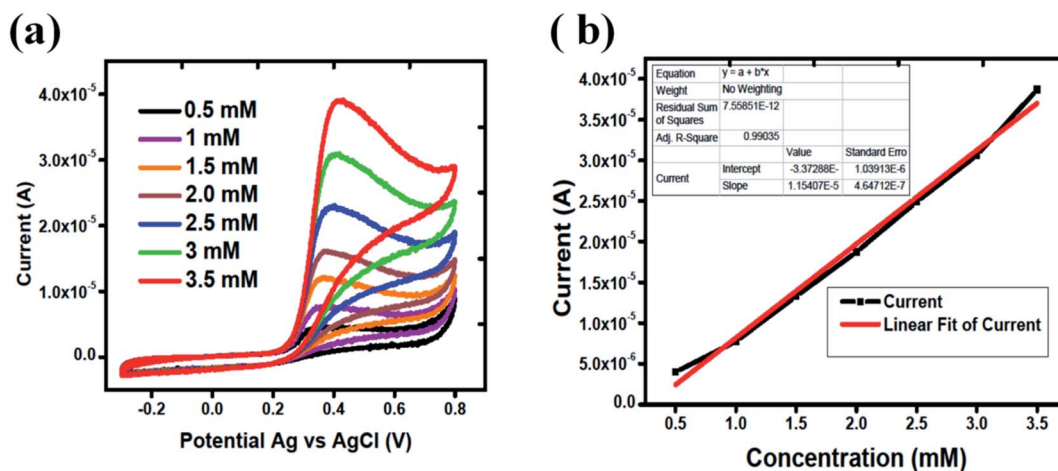 (a)
( b)
4.0x10⁻⁵
3.0x10⁻⁵
2.0x10⁻⁵
1.0x10⁻⁵
0.0
Current (A)
0.5 mM
1 mM
1.5 mM
2.0 mM
2.5 mM
3 mM
3.5 mM
-0.2 0.0 0.2 0.4 0.6 0.8
Potential Ag vs AgCl (V)
4.0x10⁻⁵
3.5x10⁻⁵
3.0x10⁻⁵
2.5x10⁻⁵
2.0x10⁻⁵
1.5x10⁻⁵
1.0x10⁻⁵
5.0x10⁻⁶
0.0
Current (A)
Equation y = a + b*x
Weight No Weighting
Residual Sum of Squares 7.55851E-12
Adj. R-Square 0.99035
Value Standard Erro
Current Intercept -3.37288E- 1.03913E-6
Slope 1.15407E-5 4.64712E-7
Current
Linear Fit of Current
0.5 1.0 1.5 2.0 2.5 3.0 3.5
Concentration (mM)